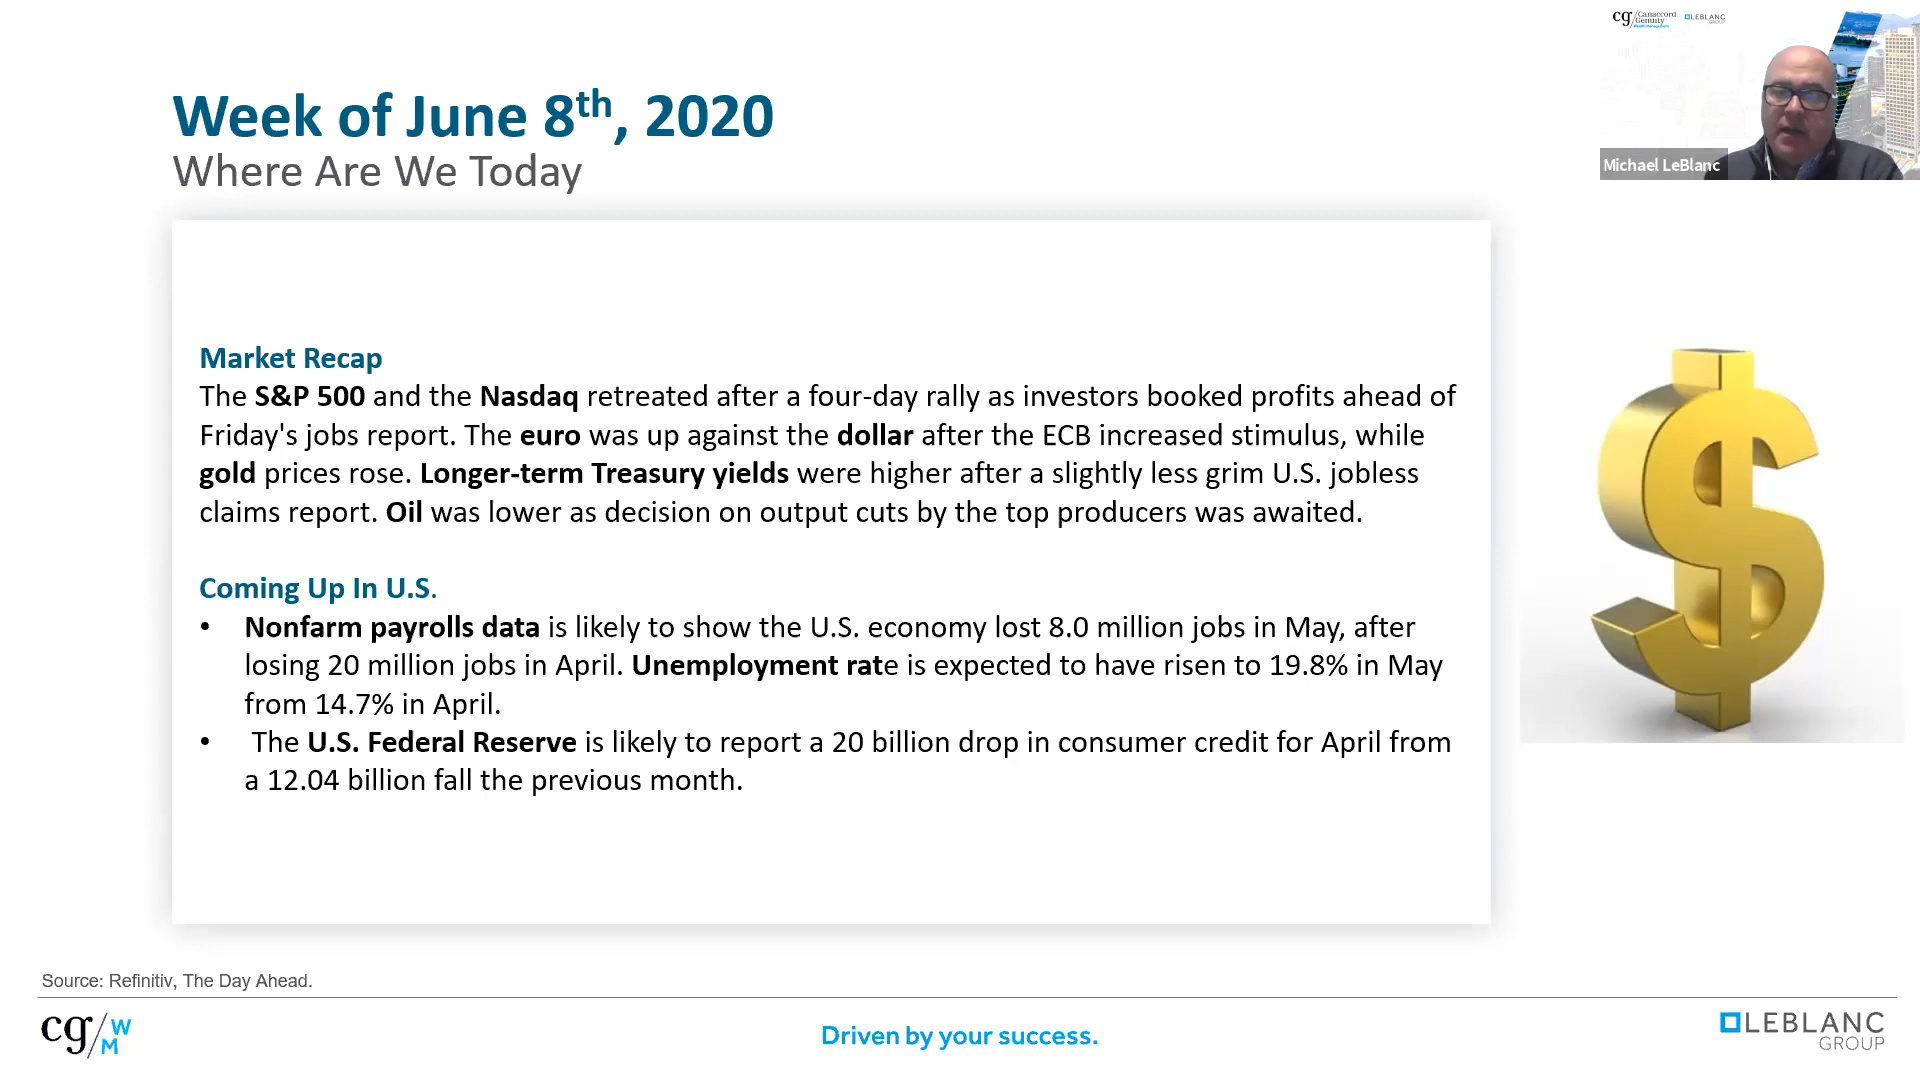 cg/Canaccord Genuity
LEBLANC
GROUP
Michael LeBlanc
Week of June 8th, 2020
Where Are We Today
Market Recap
The S&P 500 and the Nasdaq retreated after a four-day rally as investors booked profits ahead of
Friday's jobs report. The euro was up against the dollar after the ECB increased stimulus, while
gold prices rose. Longer-term Treasury yields were higher after a slightly less grim U.S. jobless
claims report. Oil was lower as decision on output cuts by the top producers was awaited.
Coming Up In U.S.
• Nonfarm payrolls data is likely to show the U.S. economy lost 8.0 million jobs in May, after
losing 20 million jobs in April. Unemployment rate is expected to have risen to 19.8% in May
from 14.7% in April.
• The U.S. Federal Reserve is likely to report a 20 billion drop in consumer credit for April from
a 12.04 billion fall the previous month.
Source: Refinitiv, The Day Ahead.
cg/WM
Driven by your success.
LEBLANC
GROUP